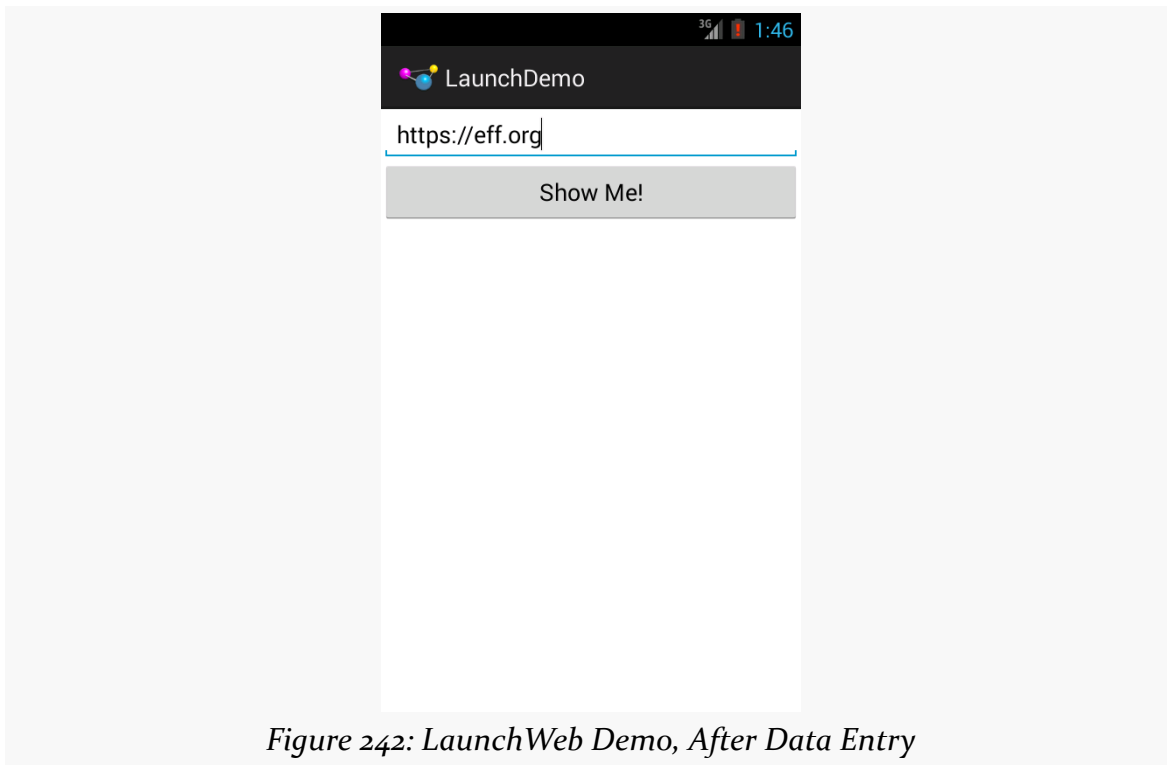 3G 1:46
LaunchDemo
https://eff.org
Show Me!
Figure 242: LaunchWeb Demo, After Data Entry